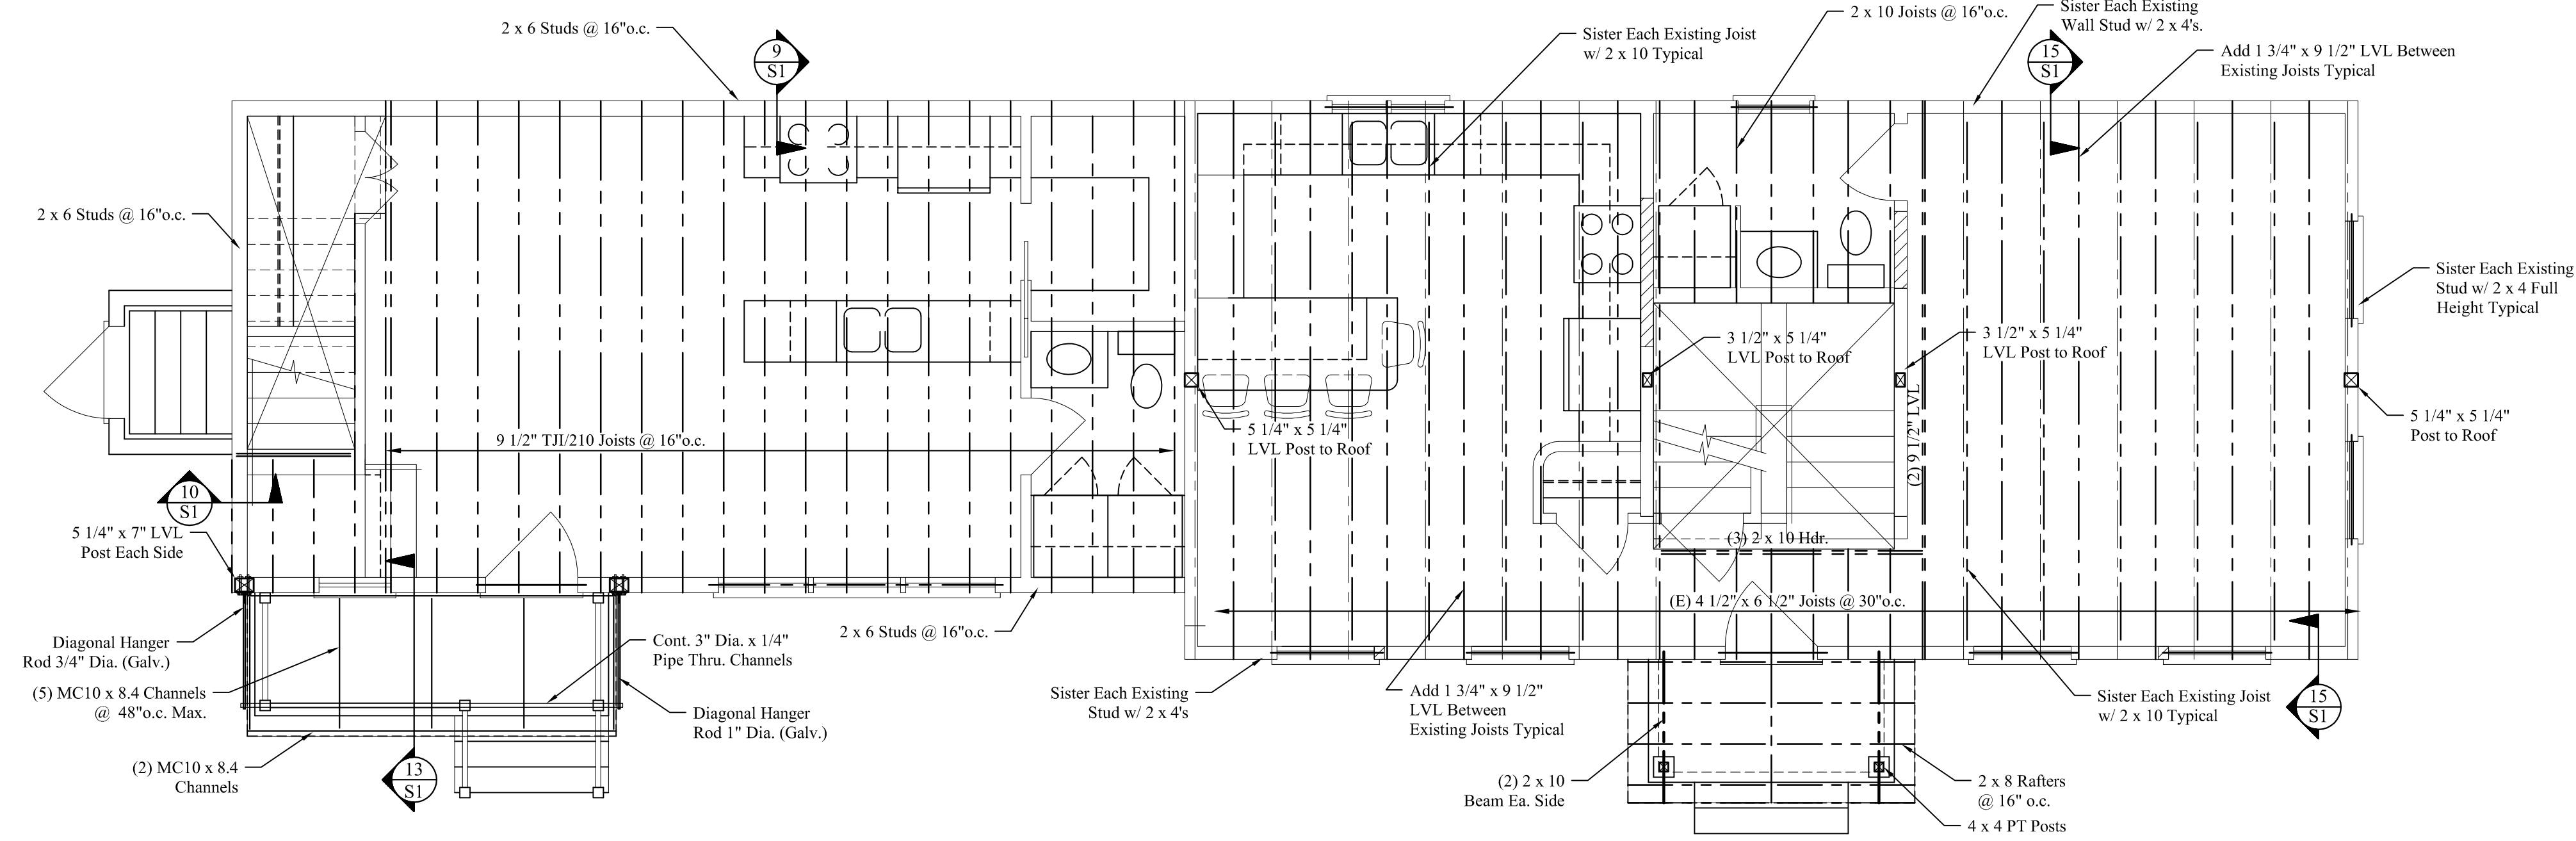 2 x 6 Studs @ 16"o.c.
9
S1
Sister Each Existing Joist
w/ 2 x 10 Typical
2 x 10 Joists @ 16"o.c.
Sister Each Existing
Wall Stud w/ 2 x 4's.
15
S1
Add 1 3/4" x 9 1/2" LVL Between
Existing Joists Typical
2 x 6 Studs @ 16"o.c.
Sister Each Existing
Stud w/ 2 x 4 Full
Height Typical
3 1/2" x 5 1/4"
LVL Post to Roof
3 1/2" x 5 1/4"
LVL Post to Roof
(2) 9 1/2" LVL
5 1/4" x 5 1/4"
LVL Post to Roof
5 1/4" x 5 1/4"
Post to Roof
9 1/2" TJI/210 Joists @ 16"o.c.
10
S1
5 1/4" x 7" LVL
Post Each Side
(3) 2 x 10 Hdr.
(E) 4 1/2" x 6 1/2" Joists @ 30"o.c.
2 x 6 Studs @ 16"o.c.
Diagonal Hanger
Rod 3/4" Dia. (Galv.)
Cont. 3" Dia. x 1/4"
Pipe Thru. Channels
(5) MC10 x 8.4 Channels
@ 48"o.c. Max.
Diagonal Hanger
Rod 1" Dia. (Galv.)
Sister Each Existing
Stud w/ 2 x 4's
Add 1 3/4" x 9 1/2"
LVL Between
Existing Joists Typical
Sister Each Existing Joist
w/ 2 x 10 Typical
15
S1
(2) MC10 x 8.4
Channels
13
S1
(2) 2 x 10
Beam Ea. Side
2 x 8 Rafters
@ 16" o.c.
4 x 4 PT Posts